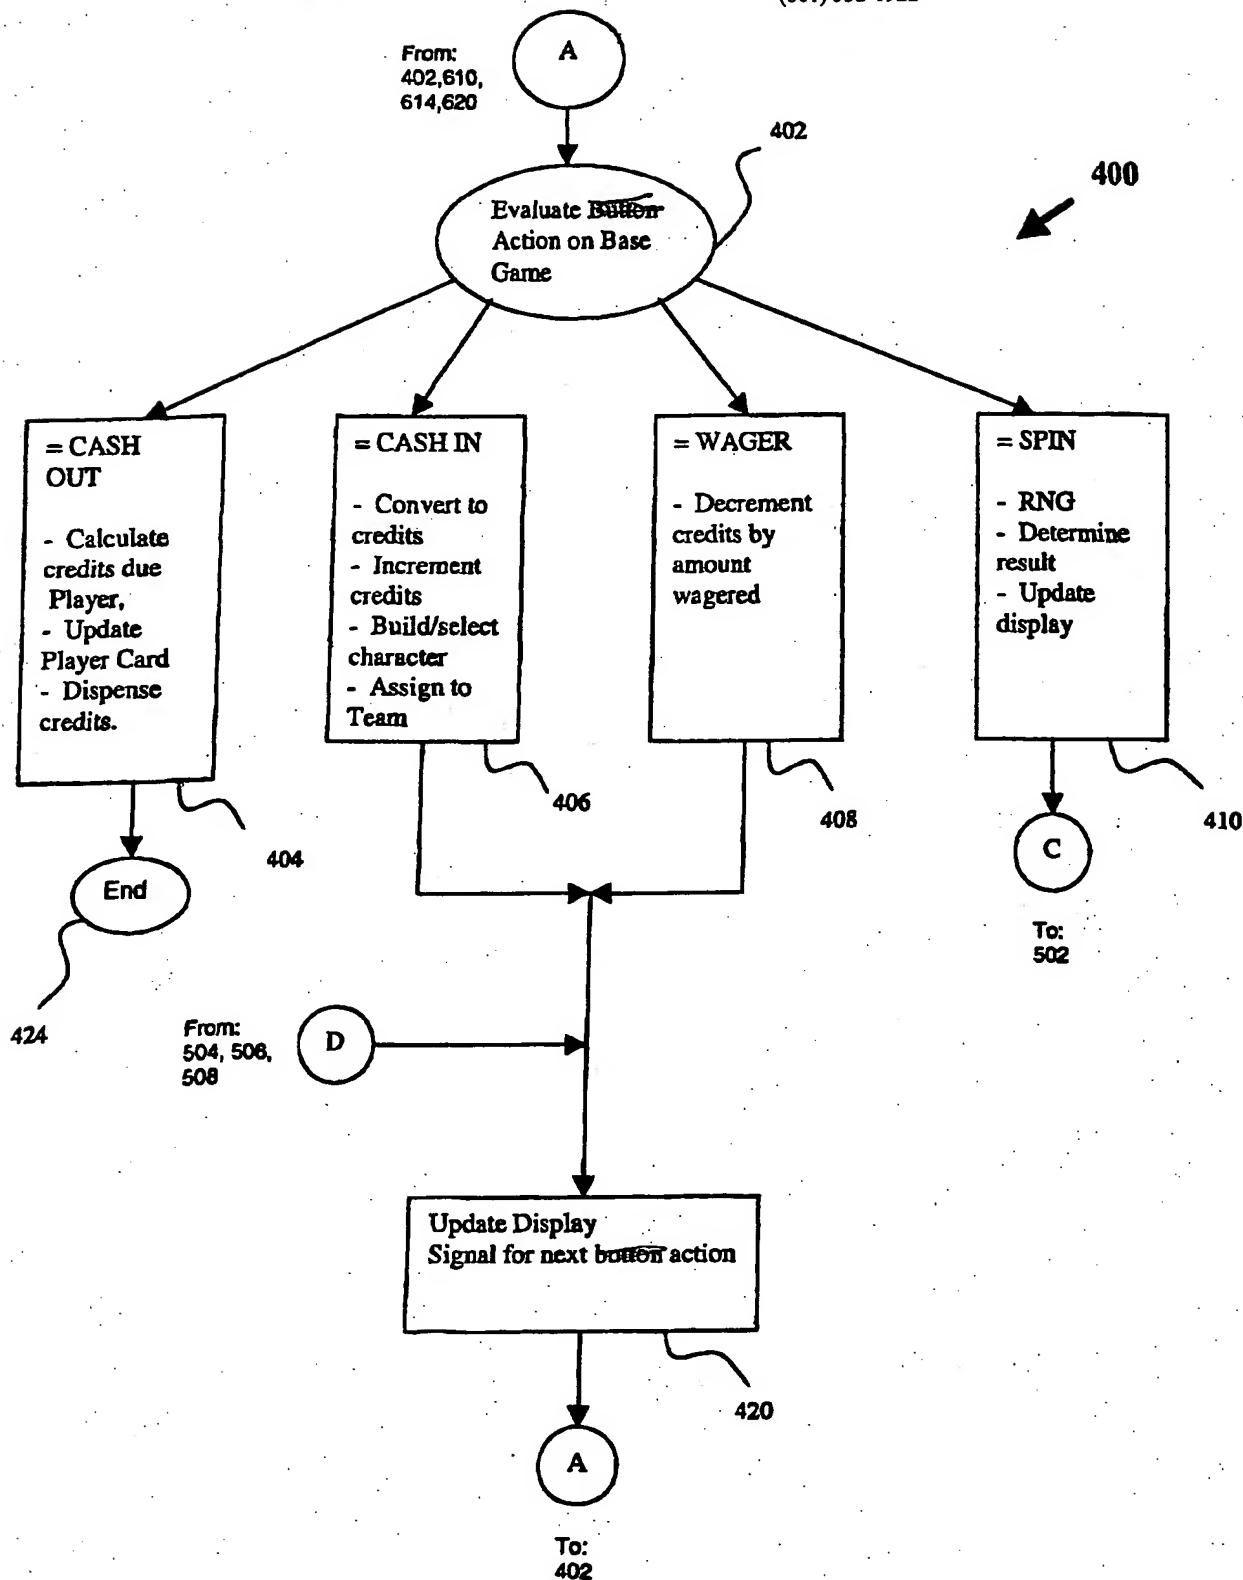 A
From:
402,610,
614,620
402
400
Evaluate Button
Action on Base
Game
= CASH
OUT
- Calculate
credits due
Player,
- Update
Player Card
- Dispense
credits.
= CASH IN
- Convert to
credits
- Increment
credits
- Build/select
character
- Assign to
Team
= WAGER
- Decrement
credits by
amount
wagered
= SPIN
- RNG
- Determine
result
- Update
display
404
406
408
410
End
C
To:
502
424
From:
504, 506,
508
D
Update Display
Signal for next button action
420
A
To:
402